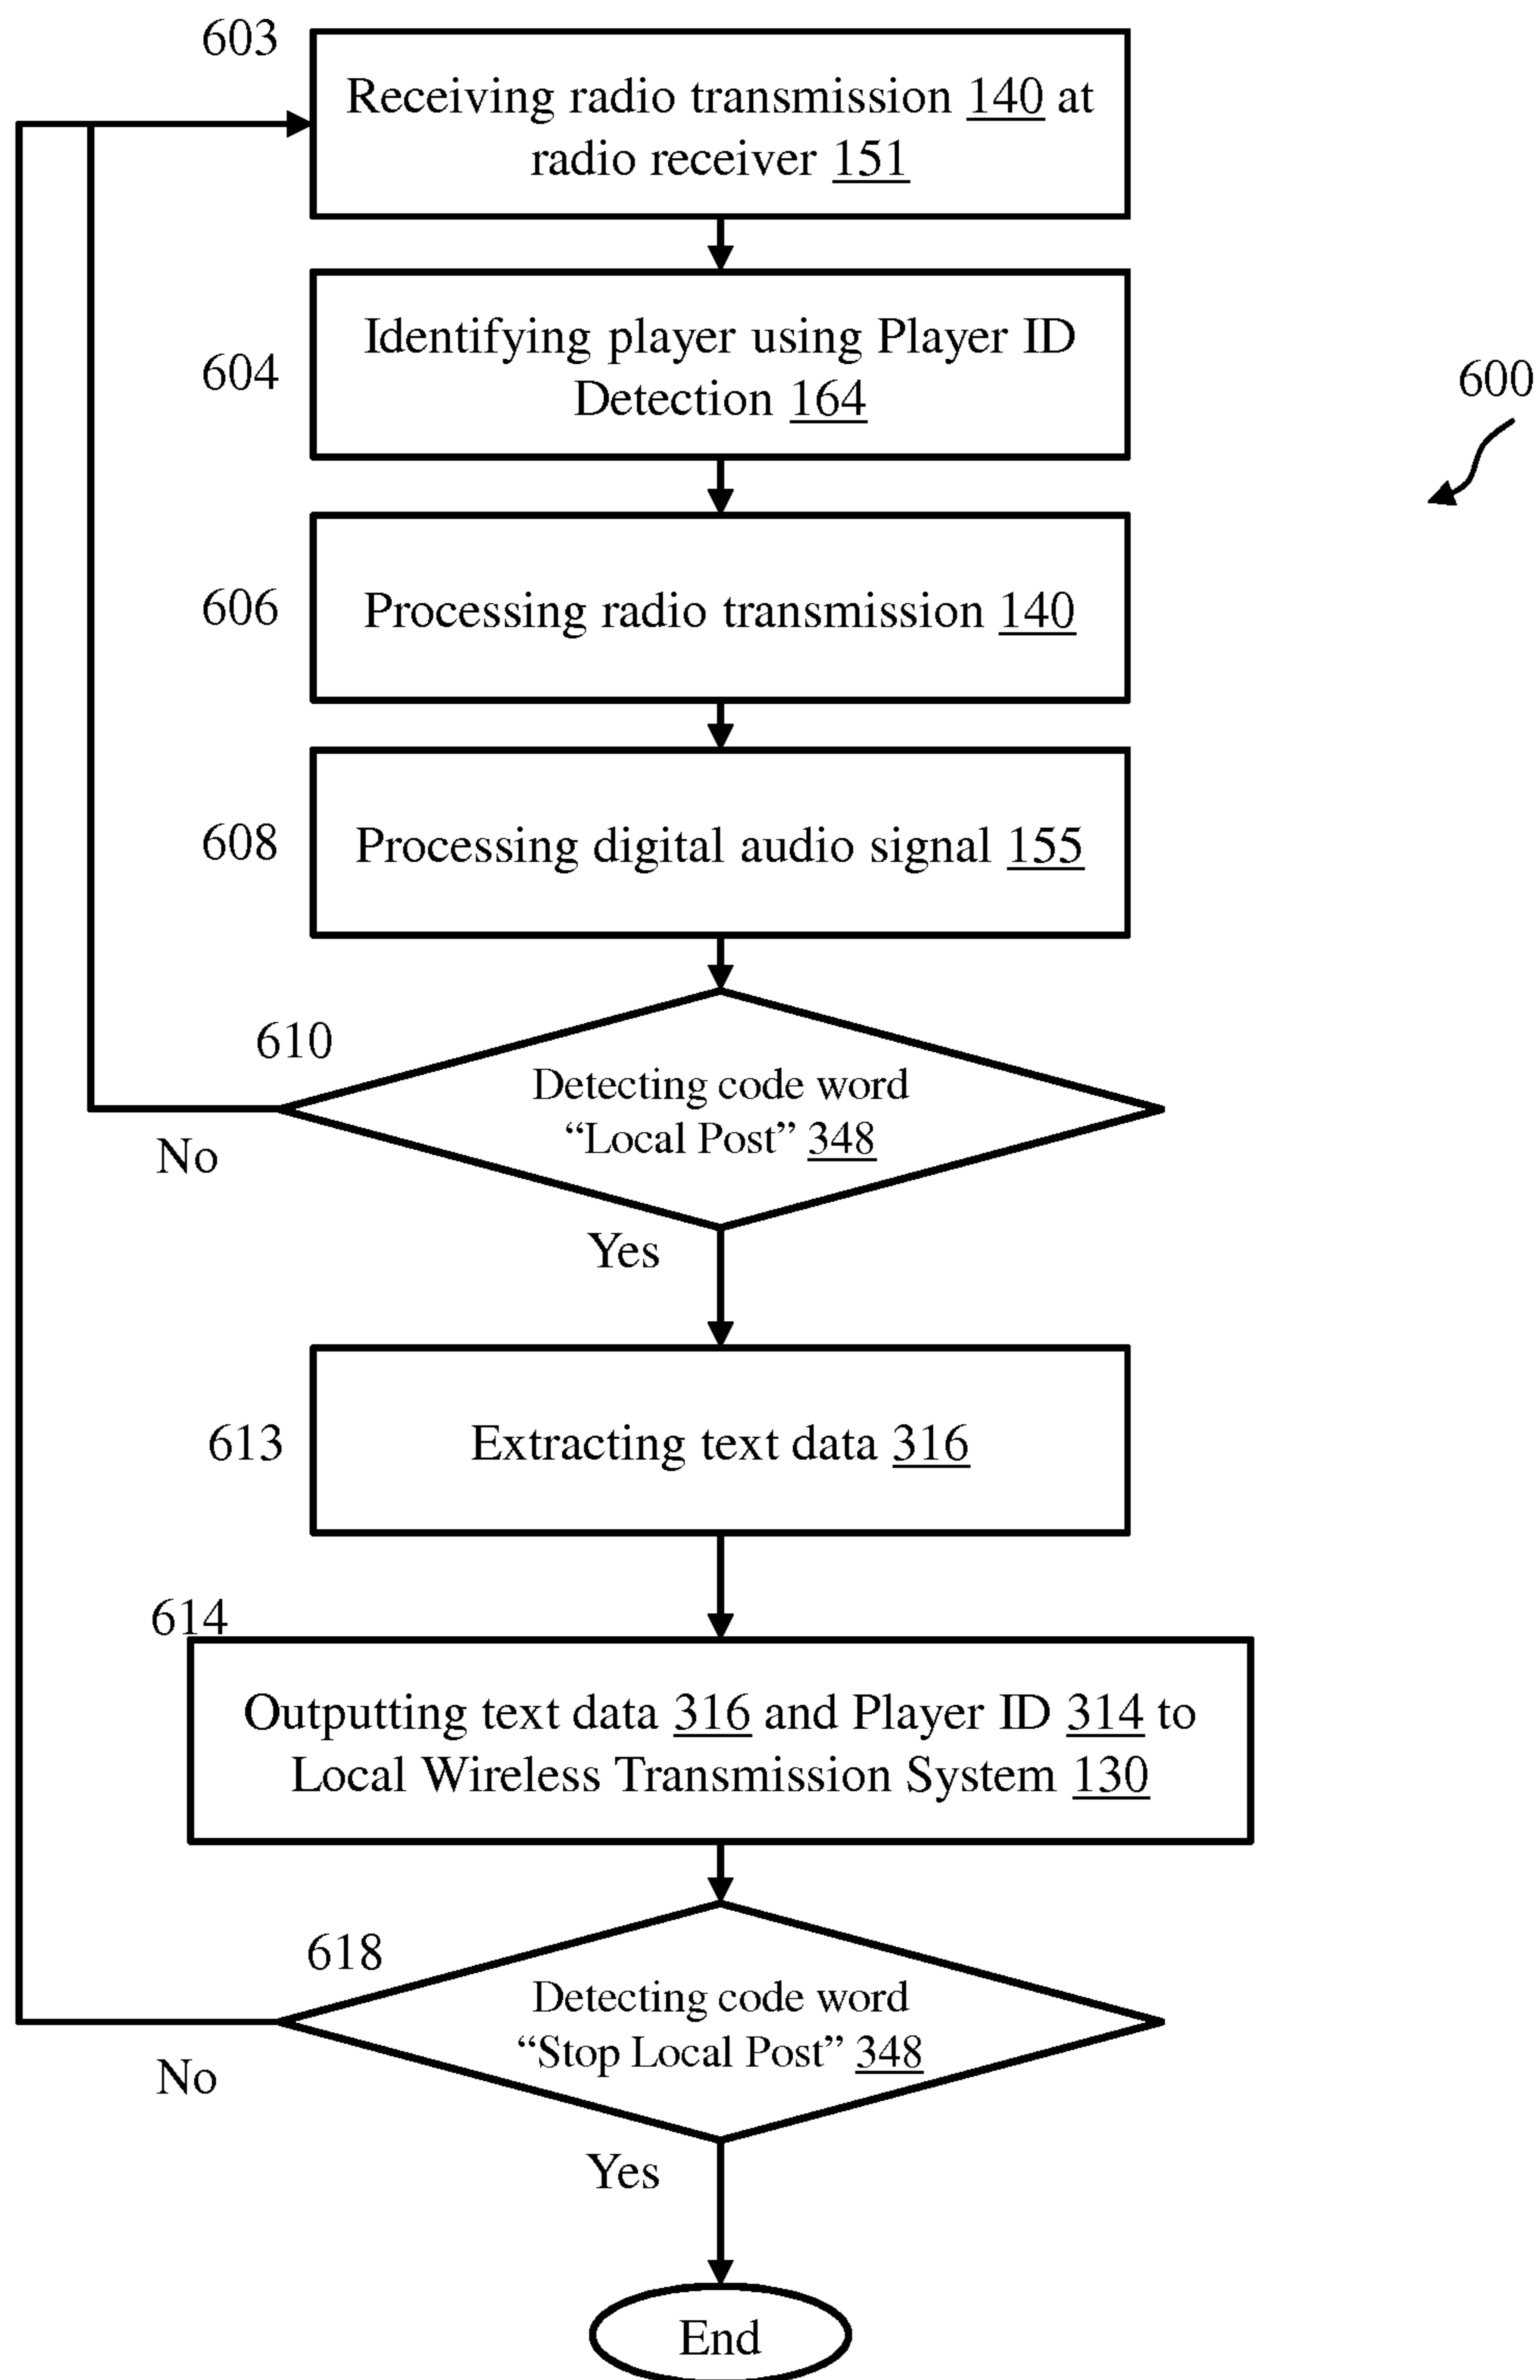 603
Receiving radio transmission 140 at
radio receiver 151
604
Identifying player using Player ID
Detection 164
600
606
Processing radio transmission 140
608
Processing digital audio signal 155
610
Detecting code word
“Local Post” 348
No
Yes
613
Extracting text data 316
614
Outputting text data 316 and Player ID 314 to
Local Wireless Transmission System 130
618
Detecting code word
“Stop Local Post” 348
No
Yes
End